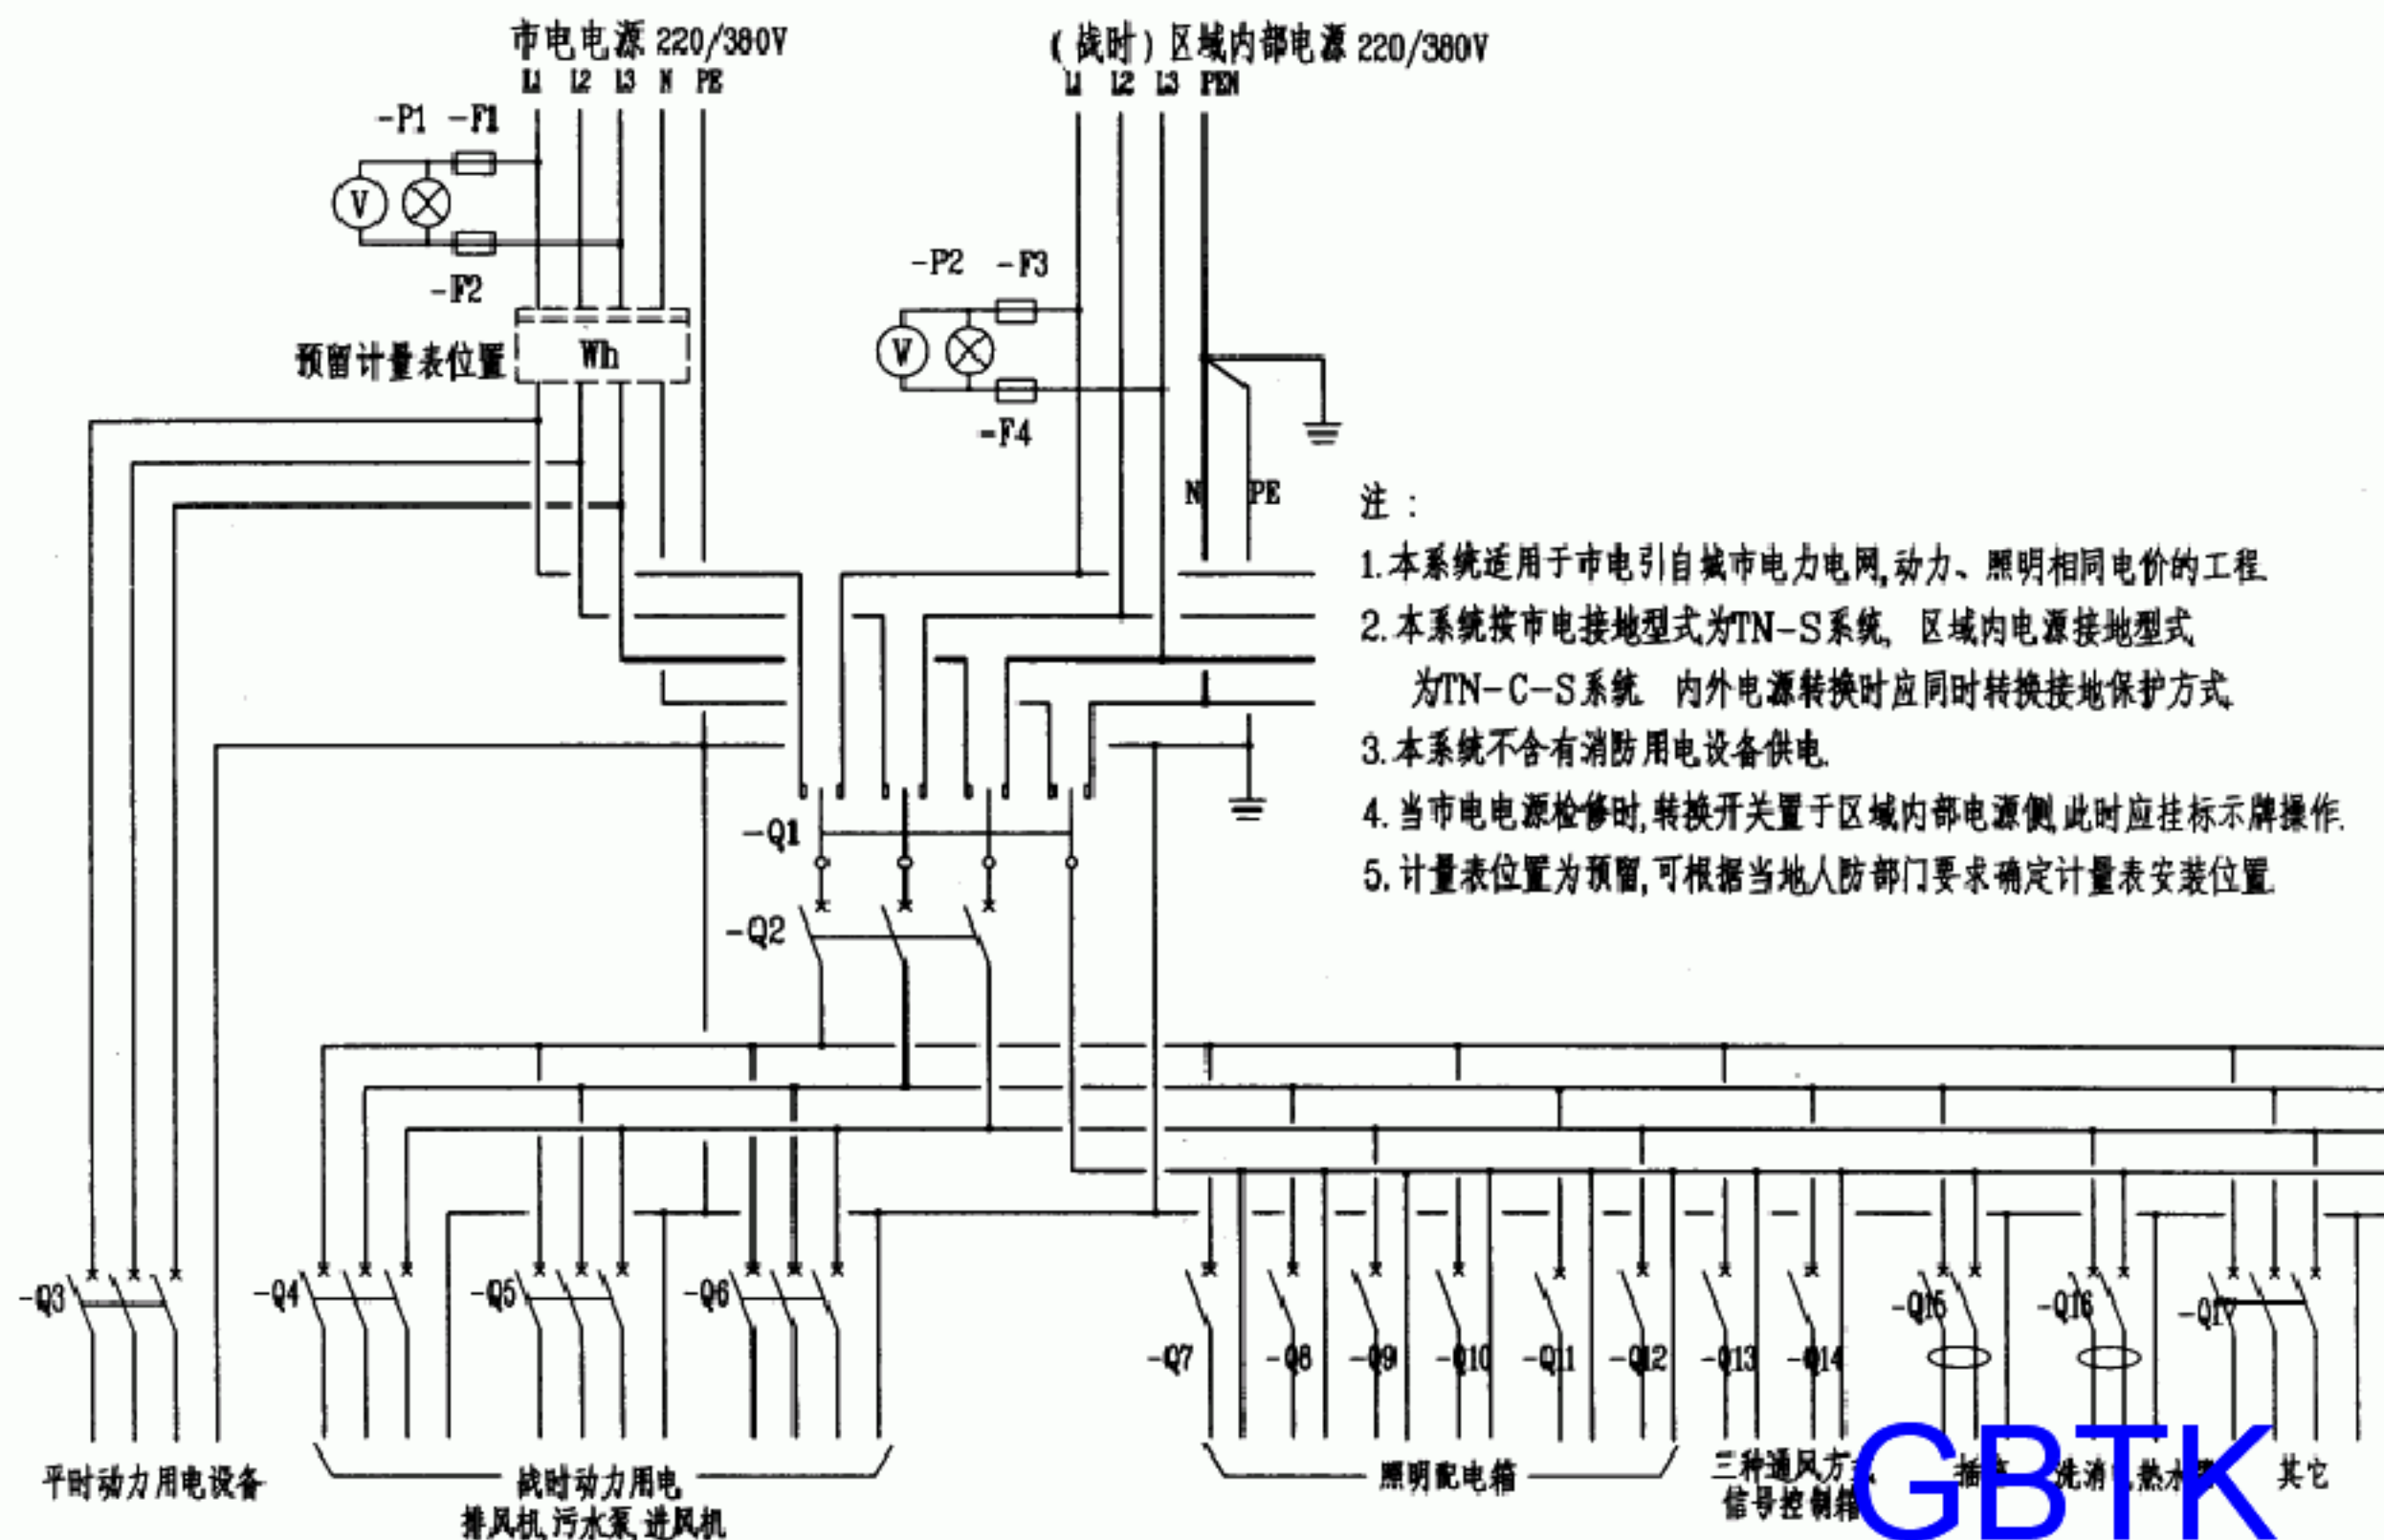 市电电源 220/380V
(战时) 区域内部电源 220/380V
L1 L2 L3 N PE
L1 L2 L3 PEN
-P1 -F1
V
-F2
-P2 -F3
V
-F4
预留计量表位置 Wh
N PE
注:
1.本系统适用于市电引自城市电力电网,动力、照明相同电价的工程.
2.本系统按市电接地型式为TN-S系统, 区域内电源接地型式
为TN-C-S系统. 内外电源转换时应同时转换接地保护方式.
3.本系统不含有消防用电设备供电.
4.当市电电源检修时,转换开关置于区域内部电源侧,此时应挂标示牌操作.
5.计量表位置为预留,可根据当地人防部门要求确定计量表安装位置.
-Q1
-Q2
-Q3 -Q4 -Q5 -Q6 -Q15 -Q16 -Q17
-Q7 -Q8 -Q9 -Q10 -Q11 -Q12 -Q13 -Q14
平时动力用电设备 战时动力用电 照明配电箱 三种通风方式 其它
排风机,污水泵,进风机 信号控制箱
GBTK